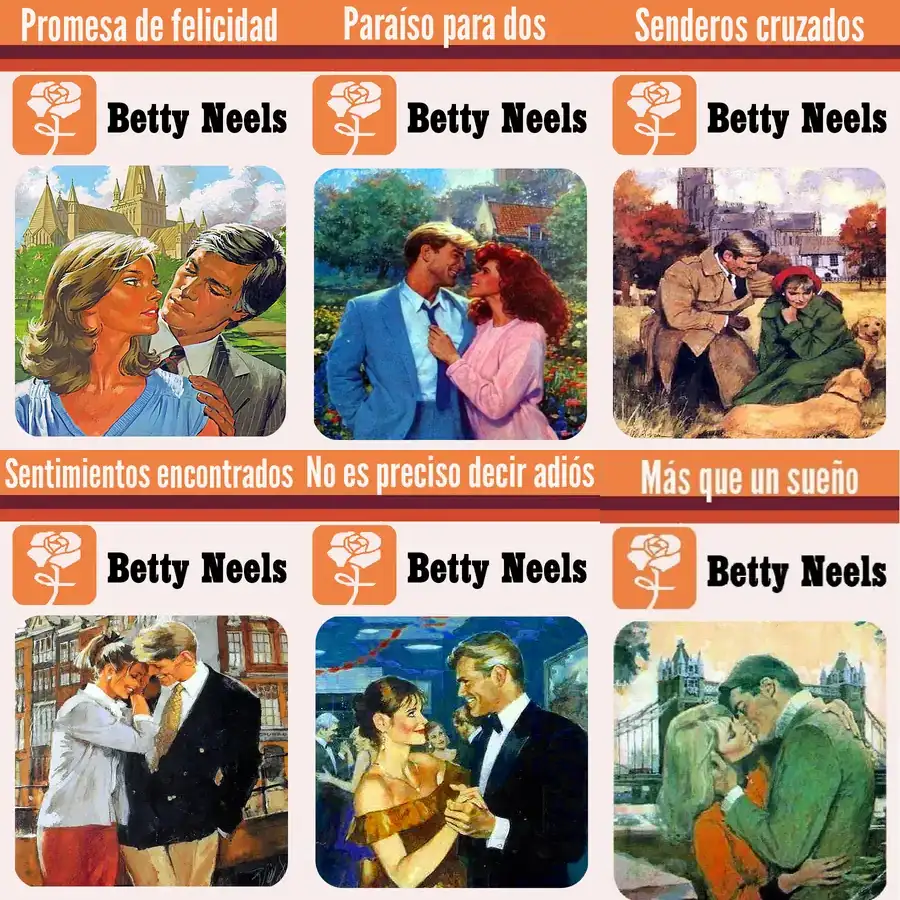 Promesa de felicidad
Paraíso para dos
Senderos cruzados
Betty Neels
Betty Neels
Betty Neels
Sentimientos encontrados
No es preciso decir adiós
Más que un sueño
Betty Neels
Betty Neels
Betty Neels